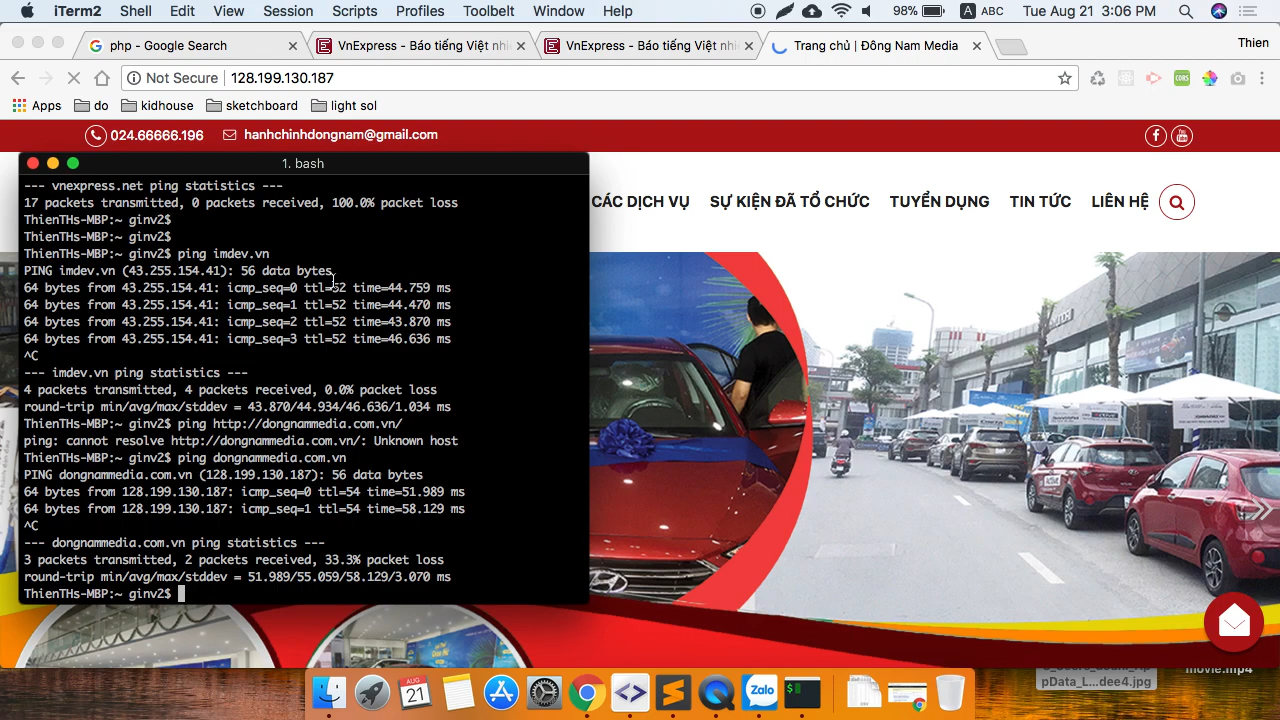 iTerm2 Shell Edit View Session Scripts Profiles Toolbelt Window Help 98% A ABC Tue Aug 21 3:06 PM
php - Google Search VnExpress - Báo tiếng Việt nhi VnExpress - Báo tiếng Việt nhi Trang chủ | Đông Nam Media Thien
Not Secure 128.199.130.187
Apps do kidhouse sketchboard light sol
024.66666.196 hanhchinhdongnam@gmail.com
CÁC DỊCH VỤ SỰ KIỆN ĐÃ TỔ CHỨC TUYỂN DỤNG TIN TỨC LIÊN HỆ
1. bash
--- vnexpress.net ping statistics ---
17 packets transmitted, 0 packets received, 100.0% packet loss
ThienTHs-MBP:~ ginv2$
ThienTHs-MBP:~ ginv2$
ThienTHs-MBP:~ ginv2$ ping imdev.vn
PING imdev.vn (43.255.154.41): 56 data bytes
64 bytes from 43.255.154.41: icmp_seq=0 ttl=52 time=44.759 ms
64 bytes from 43.255.154.41: icmp_seq=1 ttl=52 time=44.470 ms
64 bytes from 43.255.154.41: icmp_seq=2 ttl=52 time=43.870 ms
64 bytes from 43.255.154.41: icmp_seq=3 ttl=52 time=46.636 ms
^C
--- imdev.vn ping statistics ---
4 packets transmitted, 4 packets received, 0.0% packet loss
round-trip min/avg/max/stddev = 43.870/44.934/46.636/1.034 ms
ThienTHs-MBP:~ ginv2$ ping http://dongnammedia.com.vn/
ping: cannot resolve http://dongnammedia.com.vn/: Unknown host
ThienTHs-MBP:~ ginv2$ ping dongnammedia.com.vn
PING dongnammedia.com.vn (128.199.130.187): 56 data bytes
64 bytes from 128.199.130.187: icmp_seq=0 ttl=54 time=51.989 ms
64 bytes from 128.199.130.187: icmp_seq=1 ttl=54 time=58.129 ms
^C
--- dongnammedia.com.vn ping statistics ---
3 packets transmitted, 2 packets received, 33.3% packet loss
round-trip min/avg/max/stddev = 51.989/55.059/58.129/3.070 ms
ThienTHs-MBP:~ ginv2$
movie.mp4
pData_L...dee4.jpg
AUG
21
Zalo